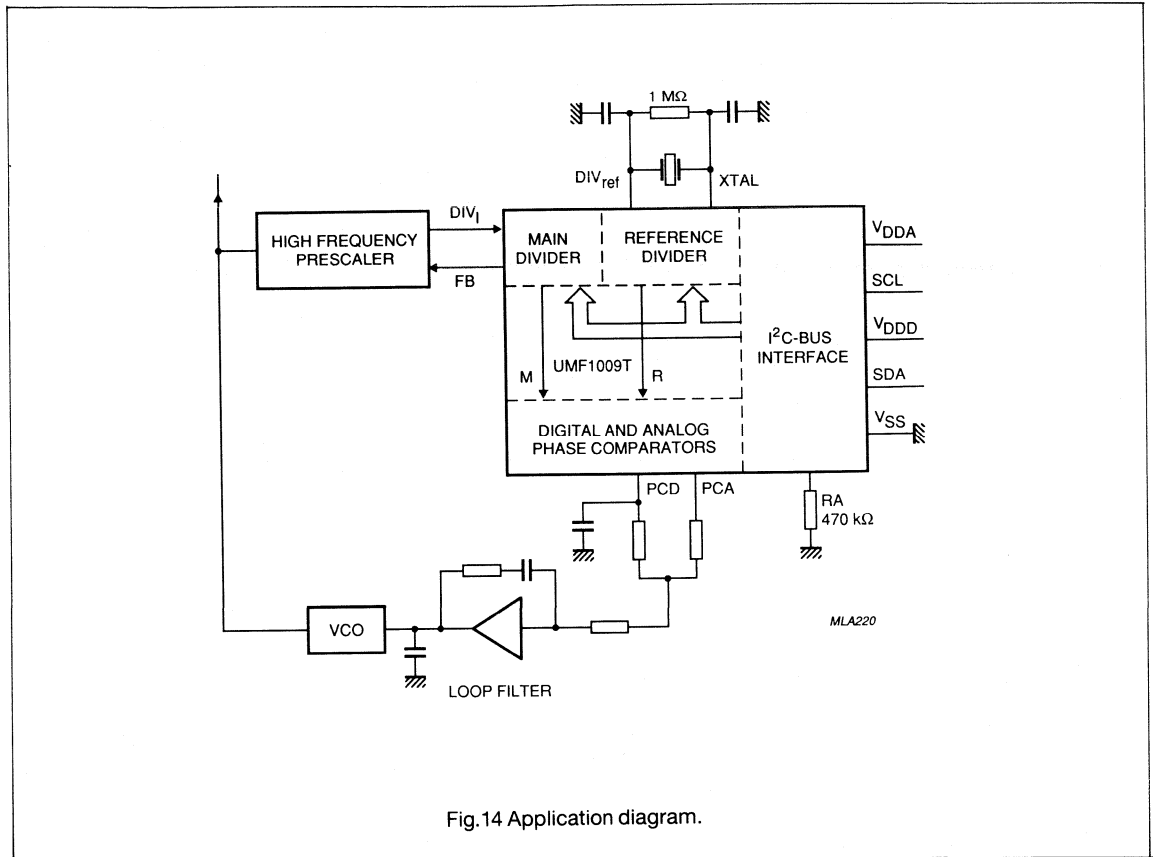 1 MΩ
DIVref
XTAL
HIGH FREQUENCY
PRESCALER
DIVI
FB
MAIN
DIVIDER
REFERENCE
DIVIDER
I²C-BUS
INTERFACE
VDDA
SCL
VDDD
SDA
VSS
UMF1009T
M
R
DIGITAL AND ANALOG
PHASE COMPARATORS
PCD
PCA
RA
470 kΩ
VCO
LOOP FILTER
MLA220
Fig.14 Application diagram.